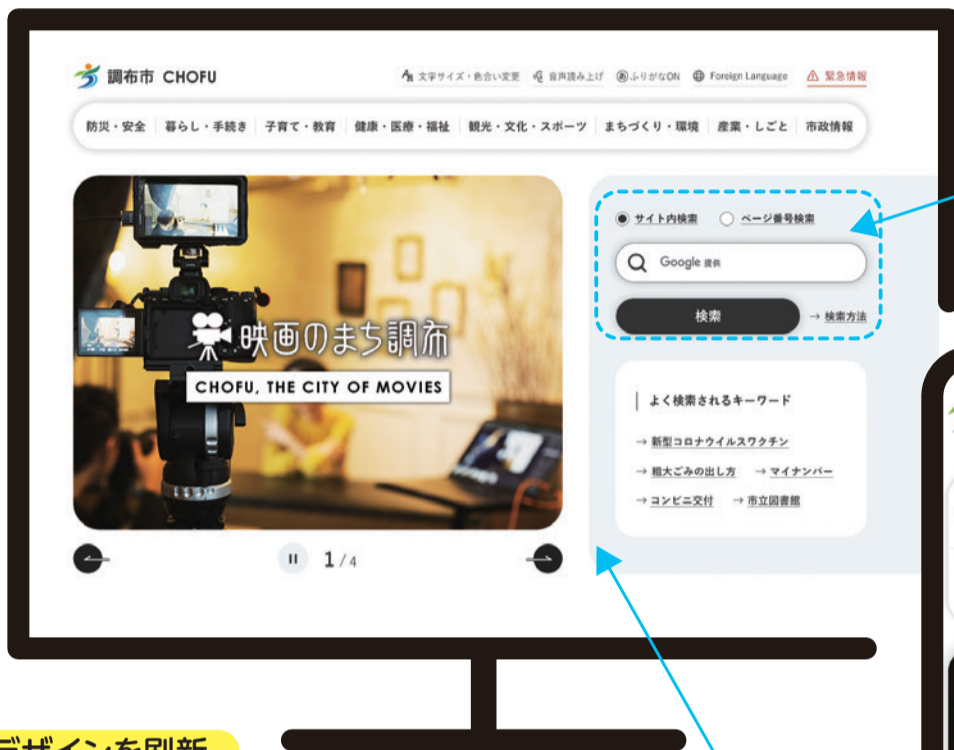 調布市 CHOFU
文字サイズ・色合い変更 音声読み上げ ふりがなON Foreign Language 緊急情報
防災・安全 暮らし・手続き 子育て・教育 健康・医療・福祉 観光・文化・スポーツ まちづくり・環境 産業・しごと 市政情報
サイト内検索 ページ番号検索
Google 提供
検索 → 検索方法
映画のまち調布
CHOFU, THE CITY OF MOVIES
よく検索されるキーワード
→ 新型コロナウイルスワクチン
→ 粗大ごみの出し方 → マイナンバー
→ コンビニ交付 → 市立図書館
1/4
デザインを刷新